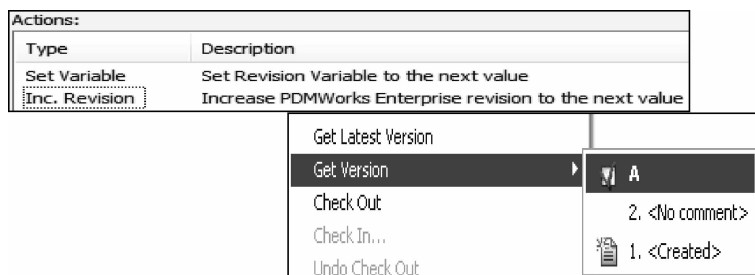 Actions:
Type Description
Set Variable Set Revision Variable to the next value
Inc. Revision Increase PDMWorks Enterprise revision to the next value
Get Latest Version
Get Version
Check Out
Check In...
Undo Check Out
A
2. <No comment>
1. <Created>